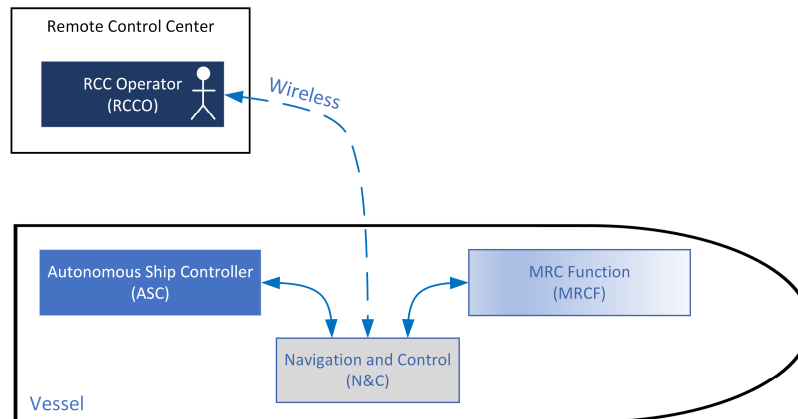 Remote Control Center
RCC Operator
(RCCO)
Wireless
Autonomous Ship Controller
(ASC)
MRC Function
(MRCF)
Navigation and Control
(N&C)
Vessel